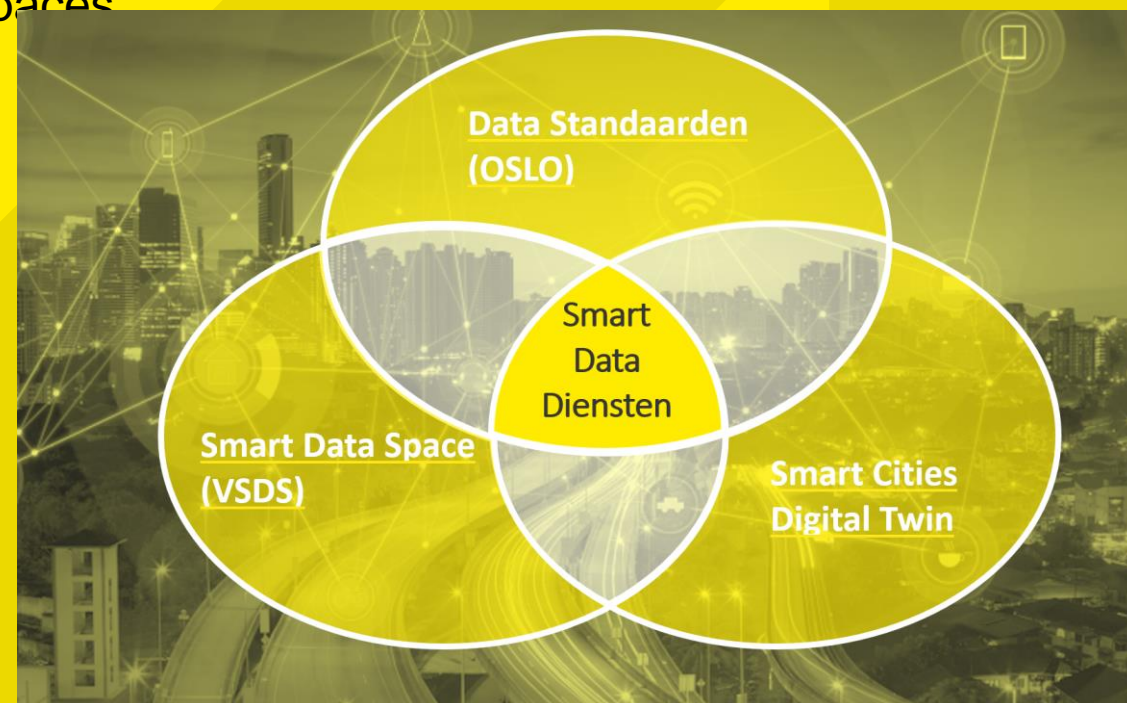 Data Standaarden
(OSLO)
Smart
Data
Diensten
Smart Data Space
(VSDS)
Smart Cities
Digital Twin